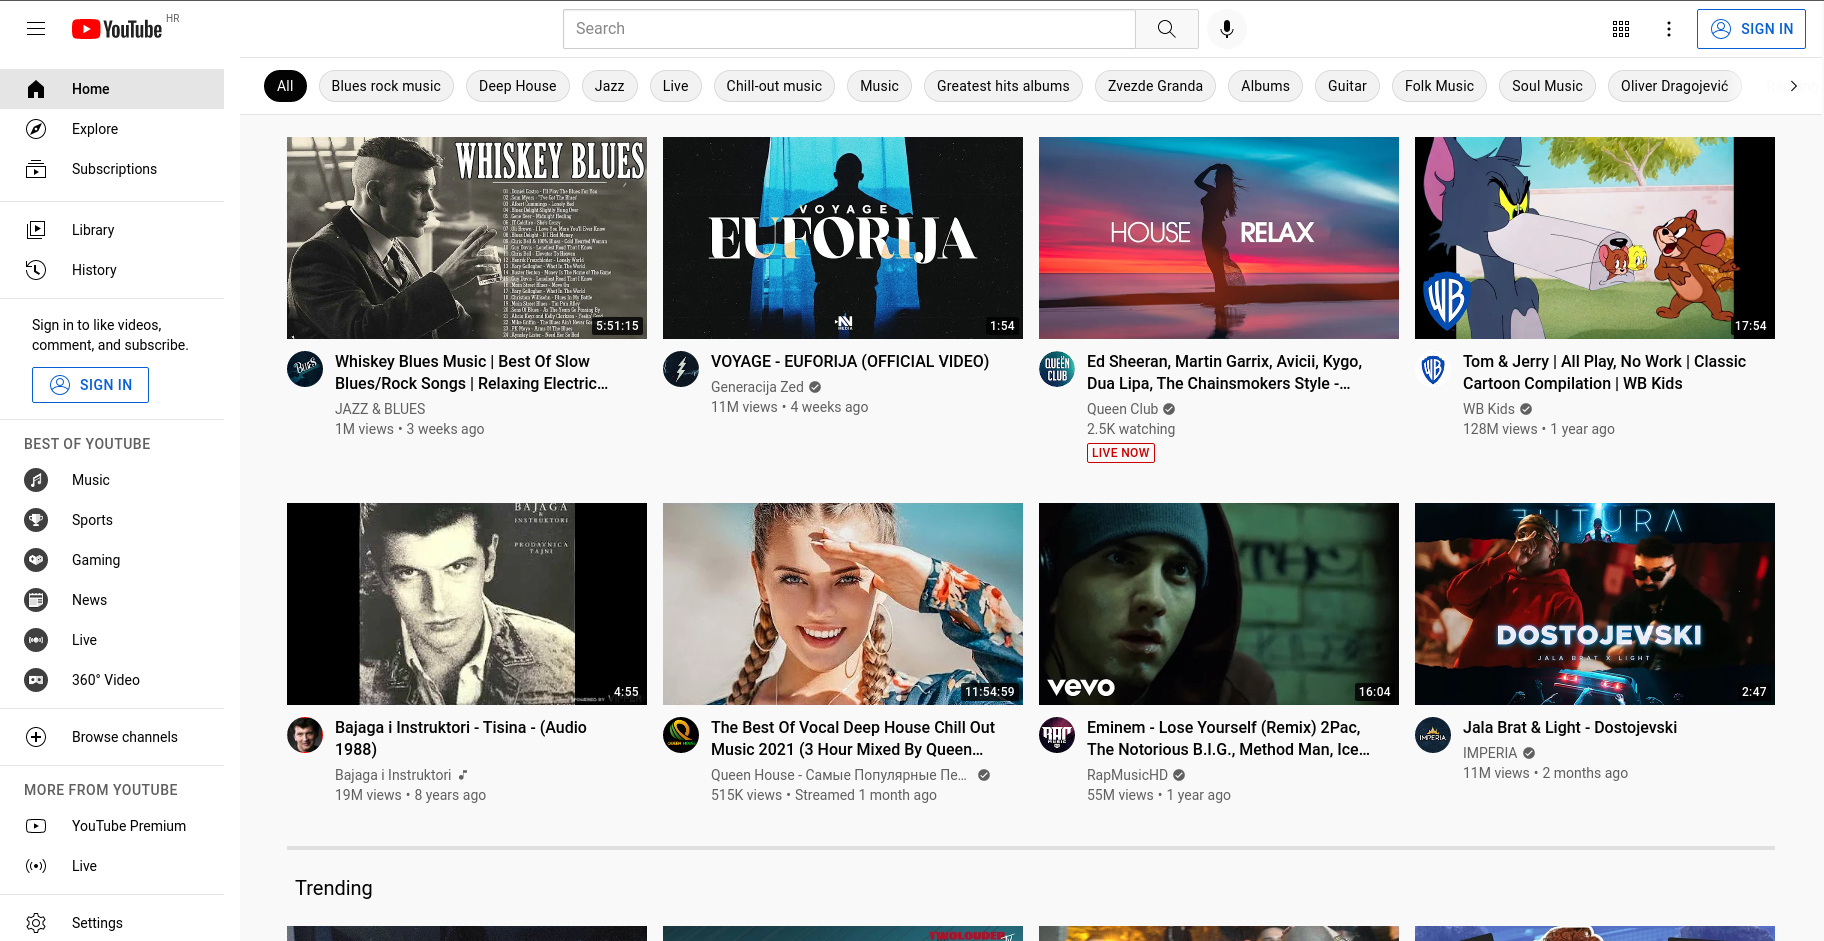 YouTube HR
Search
SIGN IN
Home
Explore
Subscriptions
Library
History
Sign in to like videos,
comment, and subscribe.
SIGN IN
BEST OF YOUTUBE
Music
Sports
Gaming
News
Live
360° Video
Browse channels
MORE FROM YOUTUBE
YouTube Premium
Live
Settings
All
Blues rock music
Deep House
Jazz
Live
Chill-out music
Music
Greatest hits albums
Zvezde Granda
Albums
Guitar
Folk Music
Soul Music
Oliver Dragojević
WHISKEY BLUES
5:51:15
Whiskey Blues Music | Best Of Slow
Blues/Rock Songs | Relaxing Electric...
JAZZ & BLUES
1M views • 3 weeks ago
VOYAGE
EUFORIJA
1:54
VOYAGE - EUFORIJA (OFFICIAL VIDEO)
Generacija Zed
11M views • 4 weeks ago
HOUSE RELAX
QUEEN
CLUB
Ed Sheeran, Martin Garrix, Avicii, Kygo,
Dua Lipa, The Chainsmokers Style -...
Queen Club
2.5K watching
LIVE NOW
WB
17:54
Tom & Jerry | All Play, No Work | Classic
Cartoon Compilation | WB Kids
WB Kids
128M views • 1 year ago
BAJAGA
&
INSTRUKTORI
PRODAVNICA
TAJNI
4:55
Bajaga i Instruktori - Tisina - (Audio
1988)
Bajaga i Instruktori
19M views • 8 years ago
11:54:59
The Best Of Vocal Deep House Chill Out
Music 2021 (3 Hour Mixed By Queen...
Queen House - Самые Популярные Пе...
515K views • Streamed 1 month ago
vevo
16:04
Eminem - Lose Yourself (Remix) 2Pac,
The Notorious B.I.G., Method Man, Ice...
RapMusicHD
55M views • 1 year ago
FUTURA
DOSTOJEVSKI
JALA BRAT X LIGHT
2:47
IMPERIA
Jala Brat & Light - Dostojevski
IMPERIA
11M views • 2 months ago
Trending